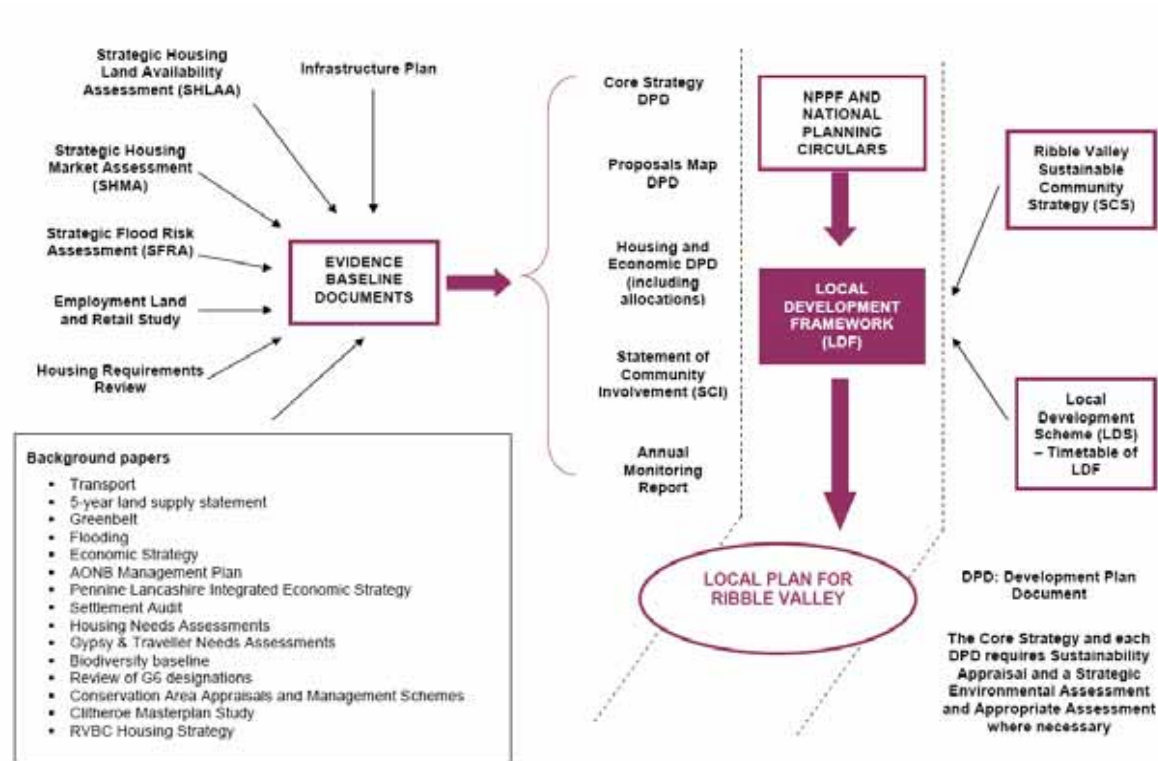 Strategic Housing
Land Availability
Assessment (SHLAA)
Infrastructure Plan
Strategic Housing
Market Assessment
(SHMA)
Strategic Flood Risk
Assessment (SFRA)
Employment Land
and Retail Study
Housing Requirements
Review
EVIDENCE
BASELINE
DOCUMENTS
Background papers
• Transport
• 5-year land supply statement
• Greenbelt
• Flooding
• Economic Strategy
• AONB Management Plan
• Pennine Lancashire Integrated Economic Strategy
• Settlement Audit
• Housing Needs Assessments
• Gypsy & Traveller Needs Assessments
• Biodiversity baseline
• Review of G6 designations
• Conservation Area Appraisals and Management Schemes
• Clitheroe Masterplan Study
• RVBC Housing Strategy
Core Strategy
DPD
Proposals Map
DPD
Housing and
Economic DPD
(including
allocations)
Statement of
Community
Involvement (SCI)
Annual
Monitoring
Report
NPPF AND
NATIONAL
PLANNING
CIRCULARS
LOCAL
DEVELOPMENT
FRAMEWORK
(LDF)
LOCAL PLAN FOR
RIBBLE VALLEY
Ribble Valley
Sustainable
Community
Strategy (SCS)
Local
Development
Scheme (LDS)
– Timetable of
LDF
DPD: Development Plan
Document
The Core Strategy and each
DPD requires Sustainability
Appraisal and a Strategic
Environmental Assessment
and Appropriate Assessment
where necessary